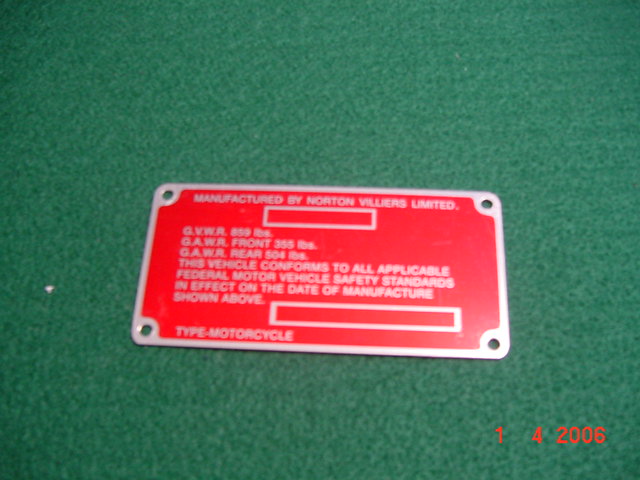 MANUFACTURED BY NORTON VILLIERS LIMITED.
G.V.W.R. 859 lbs.
G.A.W.R. FRONT 355 lbs.
G.A.W.R. REAR 504 lbs.
THIS VEHICLE CONFORMS TO ALL APPLICABLE
FEDERAL MOTOR VEHICLE SAFETY STANDARDS
IN EFFECT ON THE DATE OF MANUFACTURE
SHOWN ABOVE.
TYPE-MOTORCYCLE
1 4 2006